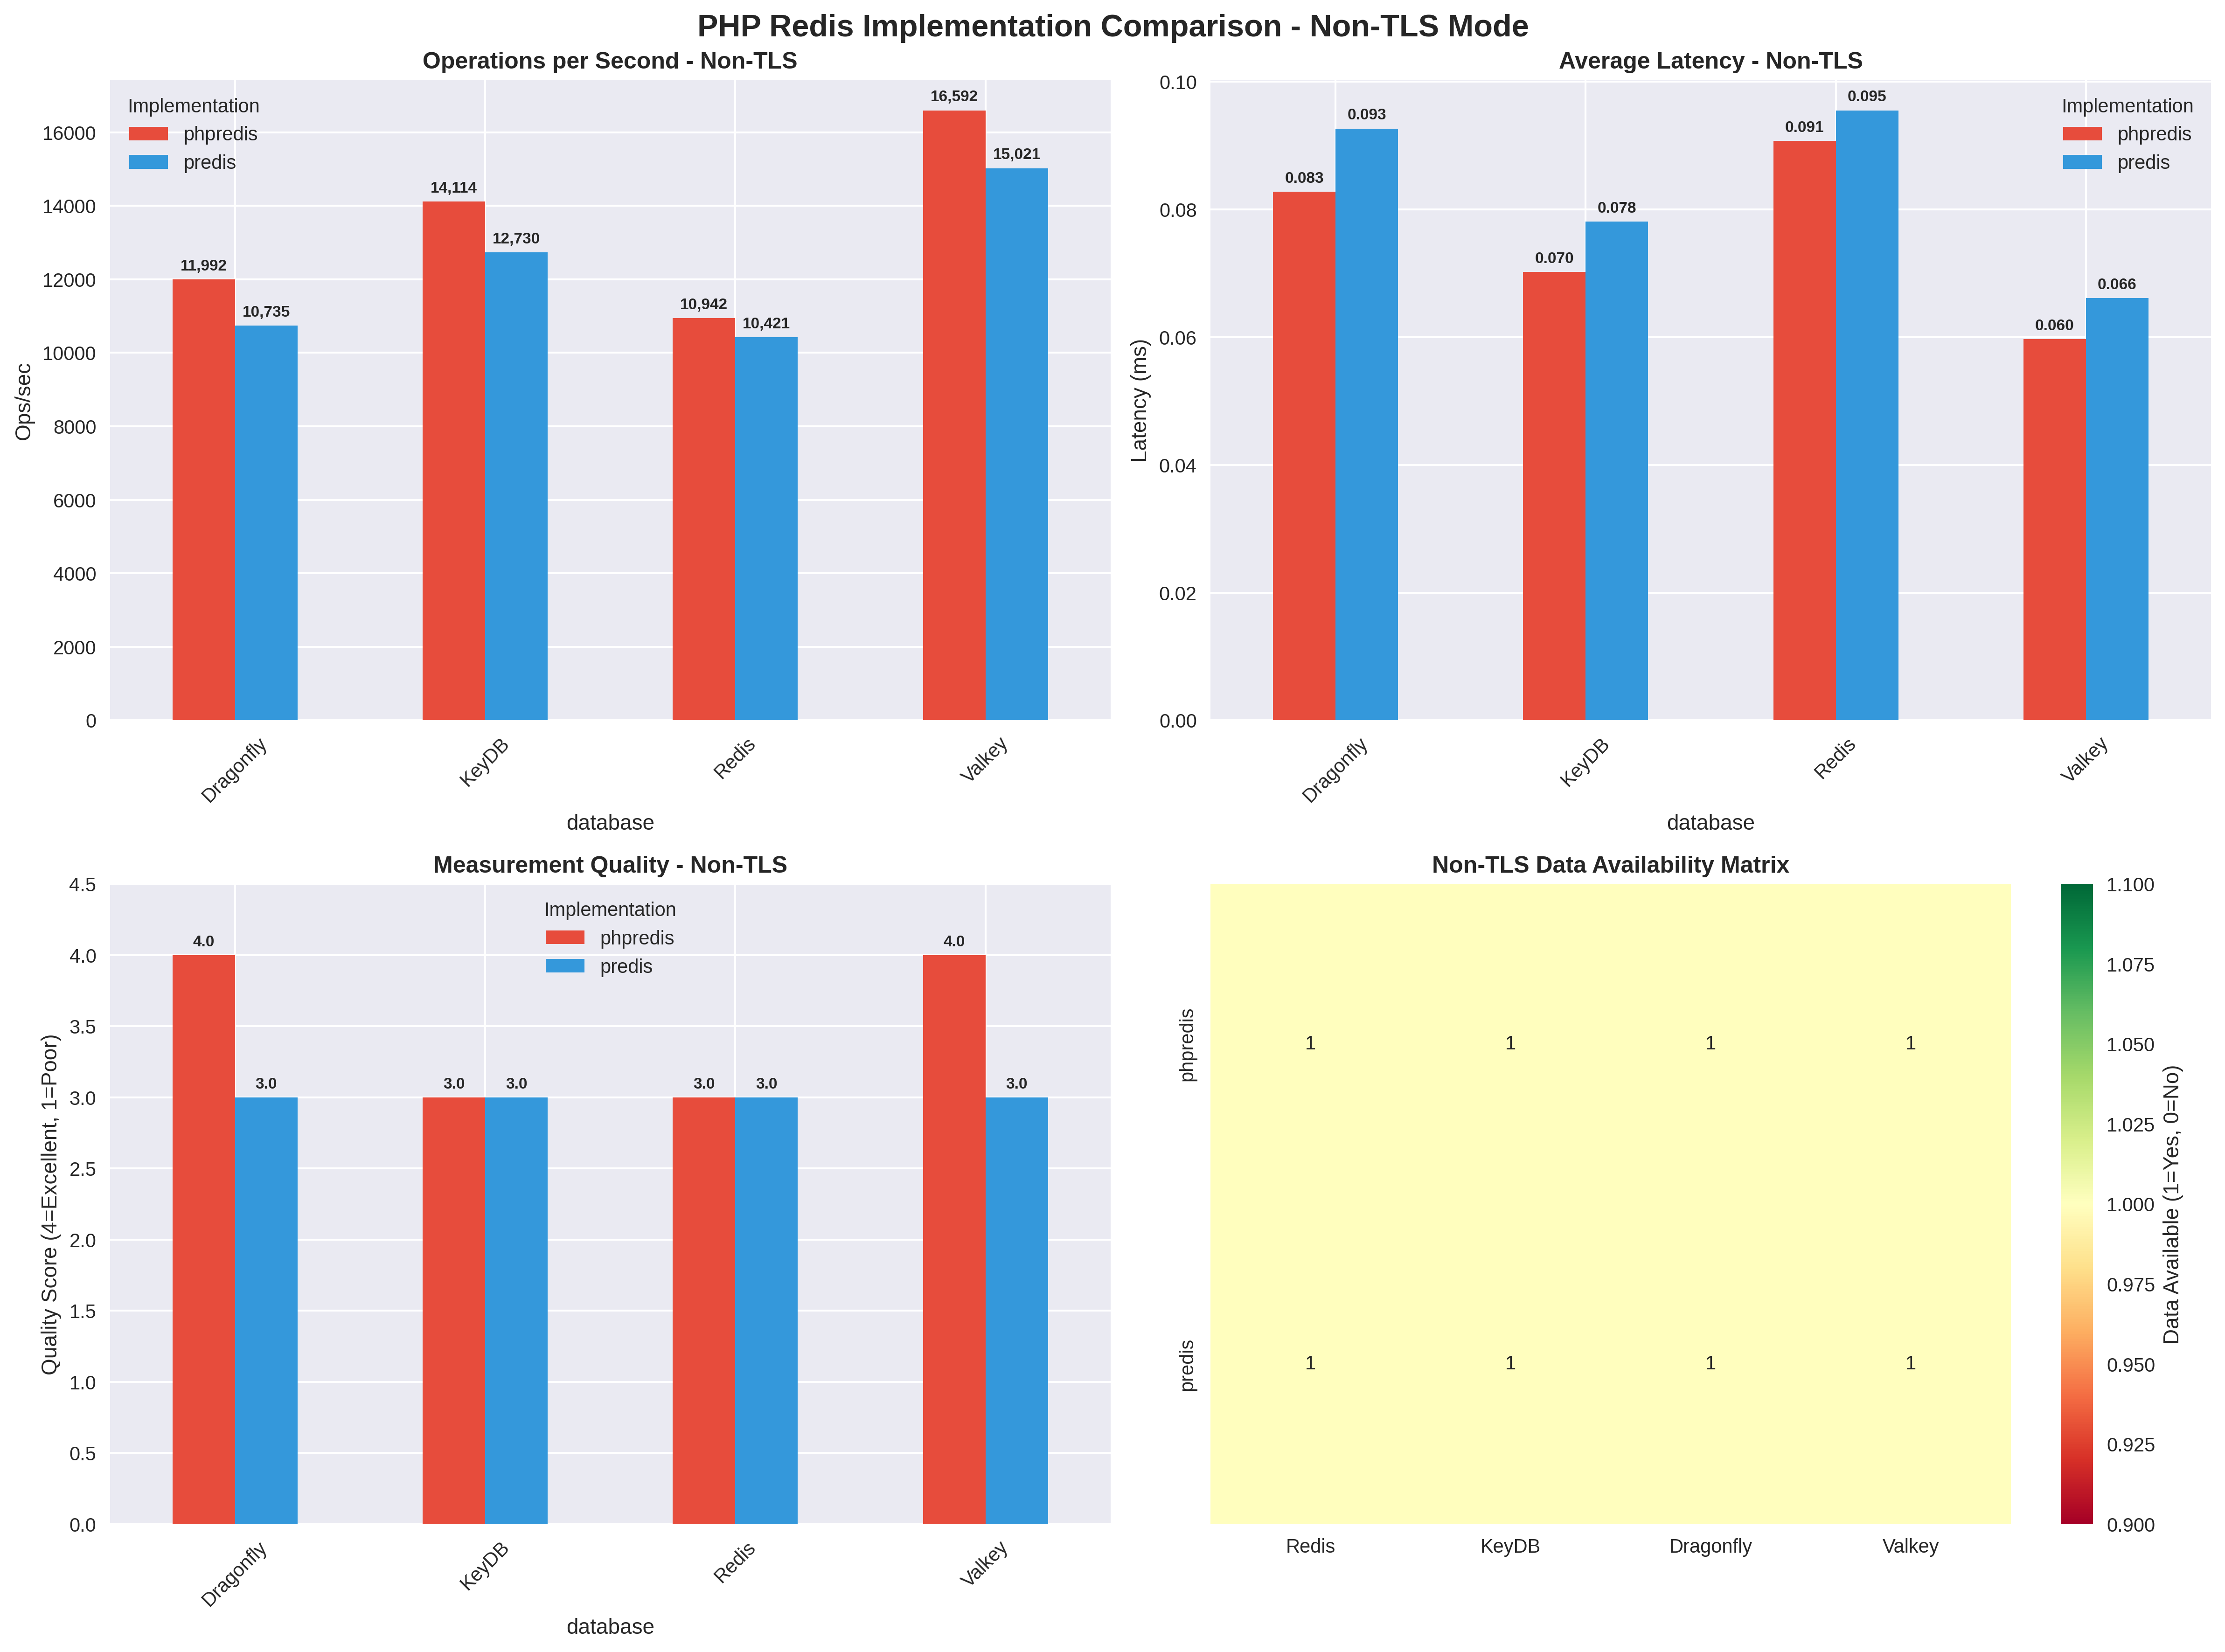 PHP Redis Implementation Comparison - Non-TLS Mode
Operations per Second - Non-TLS
Implementation
phpredis
predis
16000
14000
12000
10000
8000
6000
4000
2000
0
Ops/sec
11,992
10,735
14,114
12,730
10,942
10,421
16,592
15,021
Dragonfly
KeyDB
Redis
Valkey
database
Average Latency - Non-TLS
Implementation
phpredis
predis
0.10
0.08
0.06
0.04
0.02
0.00
Latency (ms)
0.083
0.093
0.070
0.078
0.091
0.095
0.060
0.066
Dragonfly
KeyDB
Redis
Valkey
database
Measurement Quality - Non-TLS
Implementation
phpredis
predis
4.5
4.0
3.5
3.0
2.5
2.0
1.5
1.0
0.5
0.0
Quality Score (4=Excellent, 1=Poor)
4.0
3.0
3.0
3.0
3.0
3.0
4.0
3.0
Dragonfly
KeyDB
Redis
Valkey
database
Non-TLS Data Availability Matrix
phpredis
1
1
1
1
predis
1
1
1
1
Redis
KeyDB
Dragonfly
Valkey
1.100
1.075
1.050
1.025
1.000
0.975
0.950
0.925
0.900
Data Available (1=Yes, 0=No)